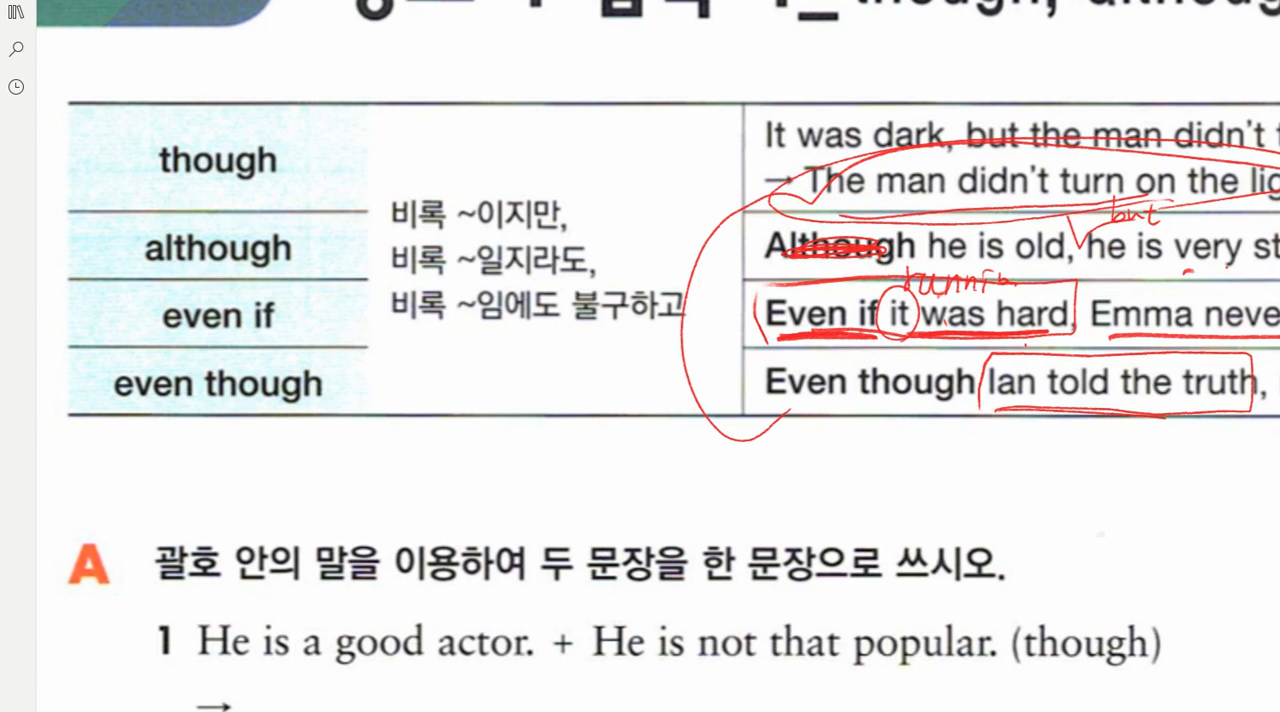 though, althoug
though
although
even if
even though
비록 ~이지만,
비록 ~일지라도,
비록 ~임에도 불구하고
It was dark, but the man didn't
→ The man didn't turn on the lig
but
Although he is old, he is very st
Even if it was hard, Emma neve
Even though Ian told the truth,
A 괄호 안의 말을 이용하여 두 문장을 한 문장으로 쓰시오.
1 He is a good actor. + He is not that popular. (though)
→